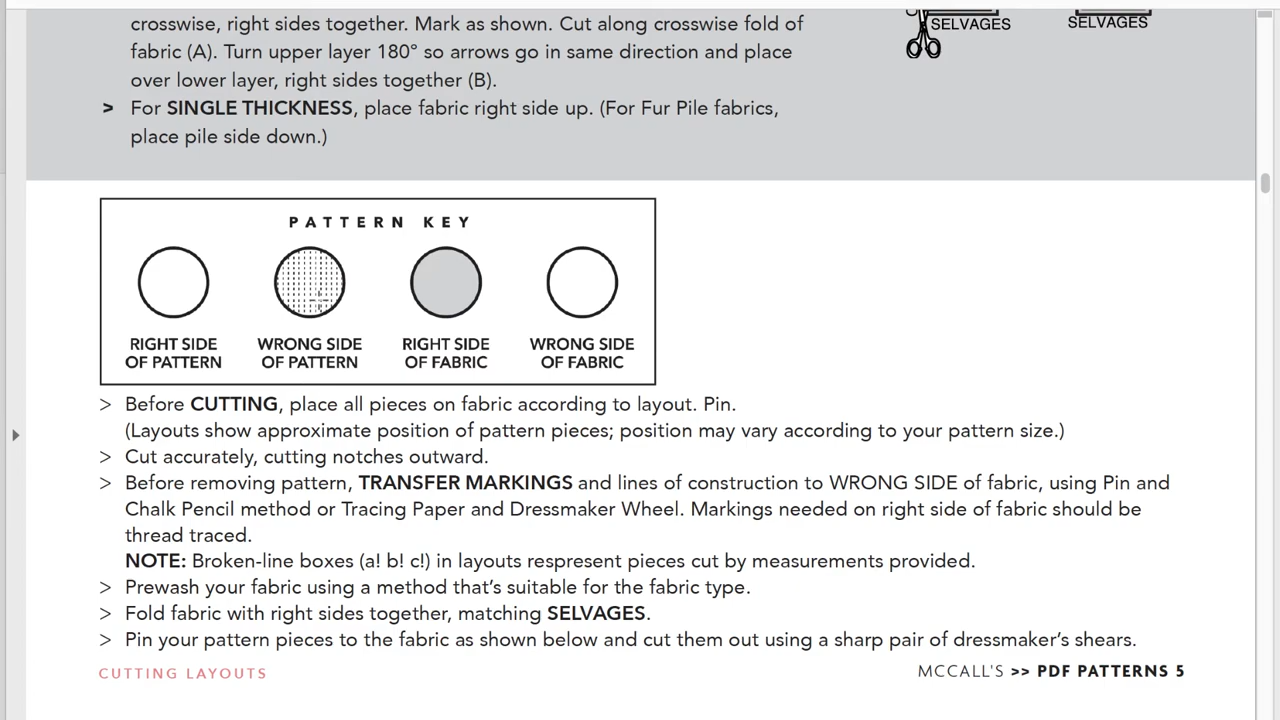 crosswise, right sides together. Mark as shown. Cut along crosswise fold of
fabric (A). Turn upper layer 180° so arrows go in same direction and place
over lower layer, right sides together (B).
> For SINGLE THICKNESS, place fabric right side up. (For Fur Pile fabrics,
place pile side down.)
SELVAGES
SELVAGES
PATTERN KEY
RIGHT SIDE
OF PATTERN
WRONG SIDE
OF PATTERN
RIGHT SIDE
OF FABRIC
WRONG SIDE
OF FABRIC
> Before CUTTING, place all pieces on fabric according to layout. Pin.
(Layouts show approximate position of pattern pieces; position may vary according to your pattern size.)
> Cut accurately, cutting notches outward.
> Before removing pattern, TRANSFER MARKINGS and lines of construction to WRONG SIDE of fabric, using Pin and
Chalk Pencil method or Tracing Paper and Dressmaker Wheel. Markings needed on right side of fabric should be
thread traced.
NOTE: Broken-line boxes (a! b! c!) in layouts respresent pieces cut by measurements provided.
> Prewash your fabric using a method that's suitable for the fabric type.
> Fold fabric with right sides together, matching SELVAGES.
> Pin your pattern pieces to the fabric as shown below and cut them out using a sharp pair of dressmaker's shears.
CUTTING LAYOUTS
MCCALL'S >> PDF PATTERNS 5